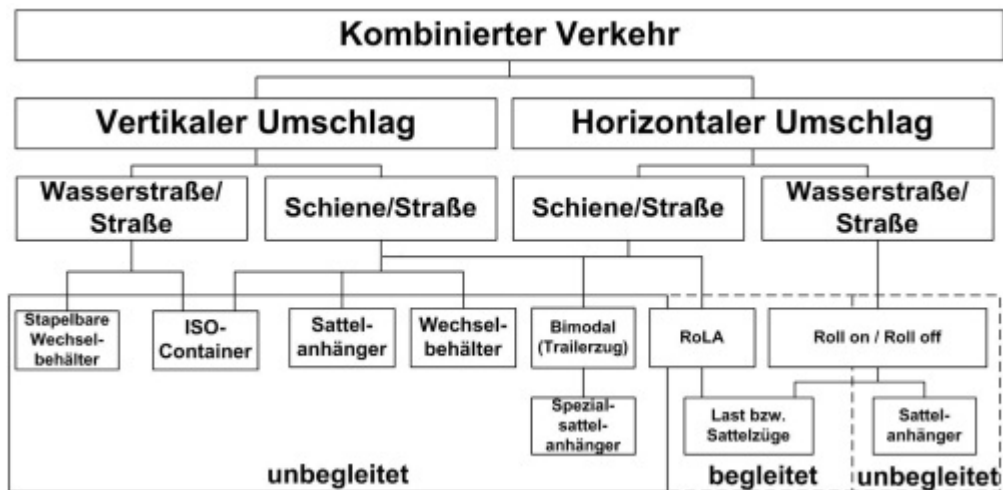 Kombinierter Verkehr
Vertikaler Umschlag
Horizontaler Umschlag
Wasserstraße/
Straße
Schiene/Straße
Schiene/Straße
Wasserstraße/
Straße
Stapelbare
Wechsel-
behälter
ISO-
Container
Sattel-
anhänger
Wechsel-
behälter
Bimodal
(Trailerzug)
RoLA
Roll on / Roll off
Spezial-
sattel-
anhänger
Last bzw.
Sattelzüge
Sattel-
anhänger
unbegleitet
begleitet
unbegleitet